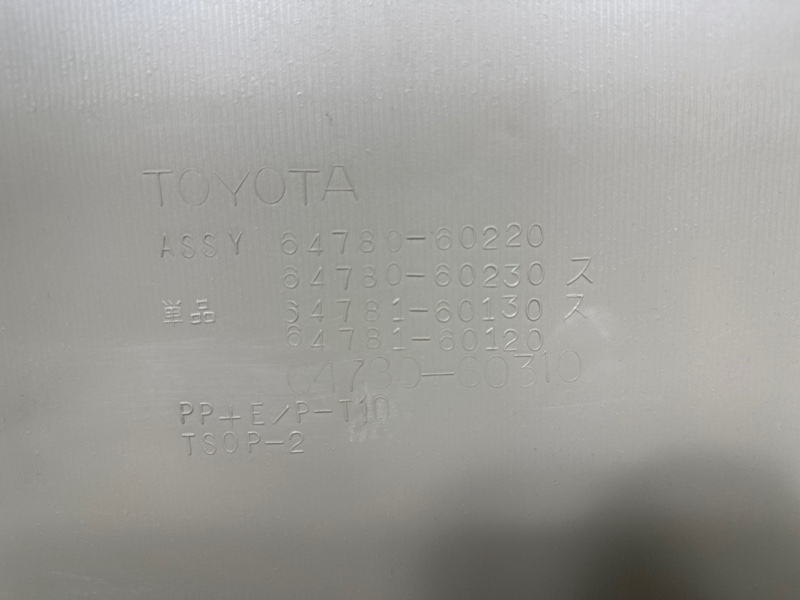 TOYOTA
ASSY 64780-60220
64780-60230 ス
単品 64781-60130 ス
64781-60120
64780-60310
PP+E/P-T10
TSOP-2